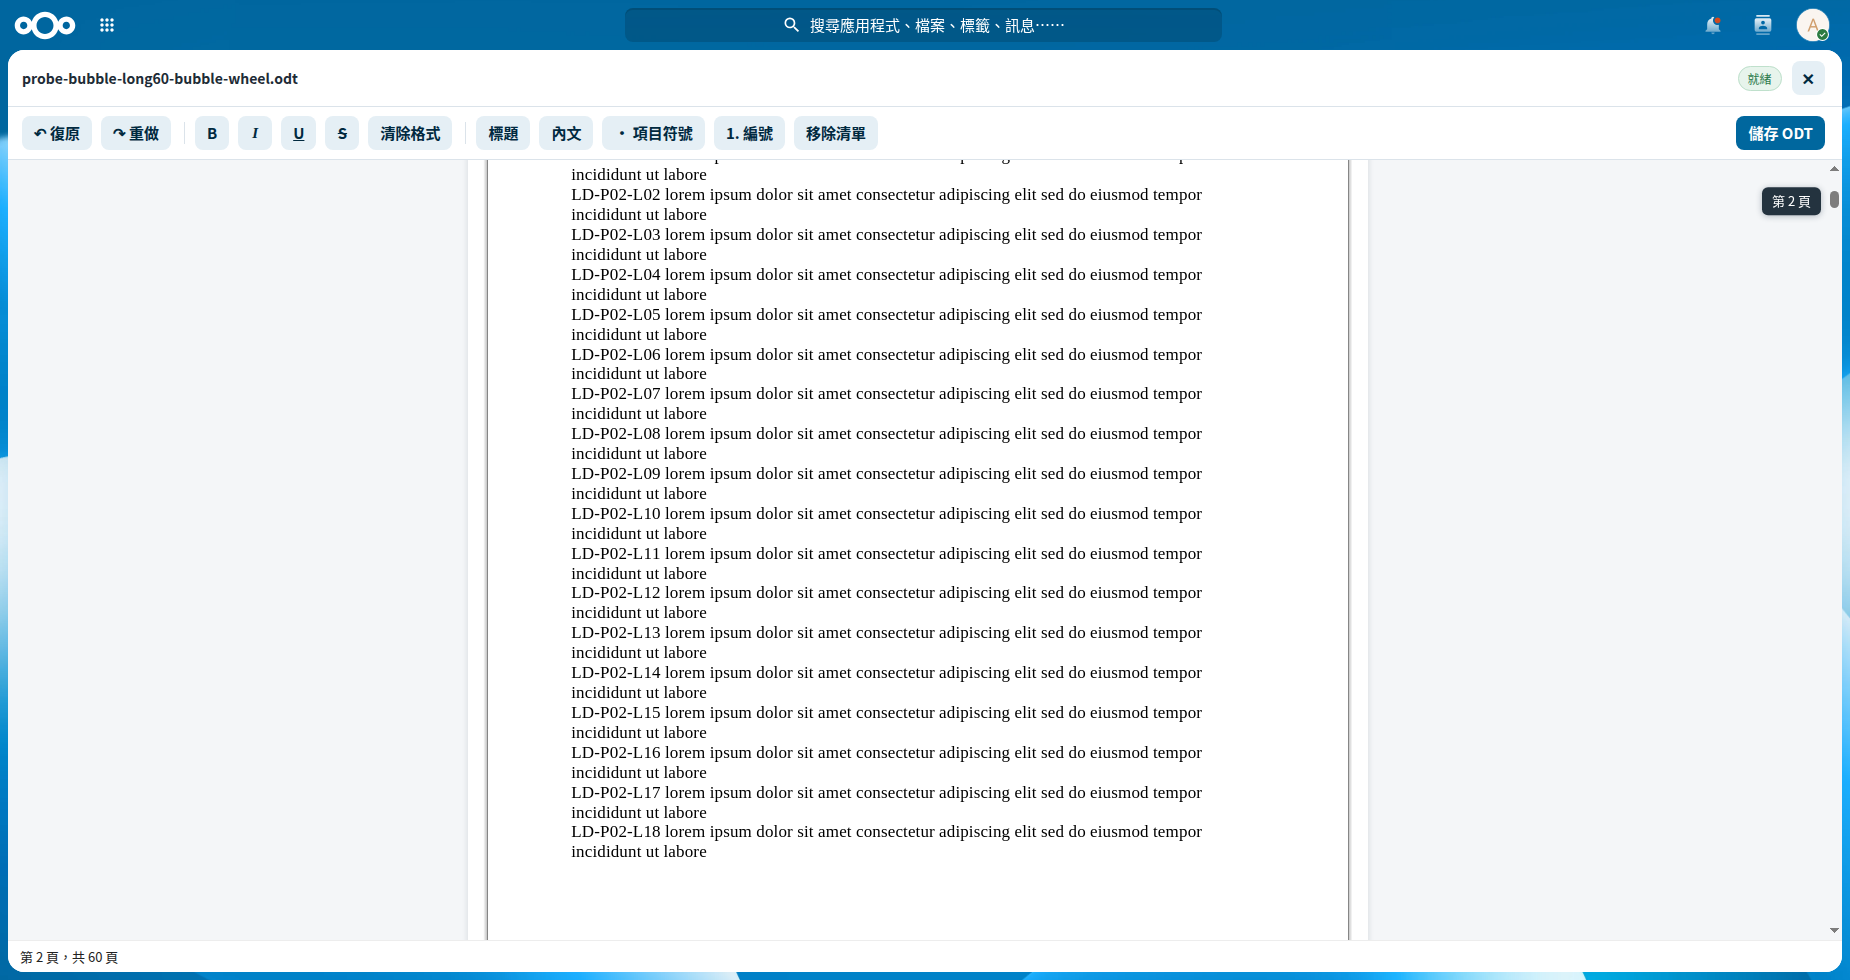 搜尋應用程式、檔案、標籤、訊息……
A
probe-bubble-long60-bubble-wheel.odt
就緒
×
↶ 復原
↷ 重做
B
I
U
S
清除格式
標題
內文
・ 項目符號
1. 編號
移除清單
儲存 ODT
第 2 頁
incididunt ut labore
LD-P02-L02 lorem ipsum dolor sit amet consectetur adipiscing elit sed do eiusmod tempor
incididunt ut labore
LD-P02-L03 lorem ipsum dolor sit amet consectetur adipiscing elit sed do eiusmod tempor
incididunt ut labore
LD-P02-L04 lorem ipsum dolor sit amet consectetur adipiscing elit sed do eiusmod tempor
incididunt ut labore
LD-P02-L05 lorem ipsum dolor sit amet consectetur adipiscing elit sed do eiusmod tempor
incididunt ut labore
LD-P02-L06 lorem ipsum dolor sit amet consectetur adipiscing elit sed do eiusmod tempor
incididunt ut labore
LD-P02-L07 lorem ipsum dolor sit amet consectetur adipiscing elit sed do eiusmod tempor
incididunt ut labore
LD-P02-L08 lorem ipsum dolor sit amet consectetur adipiscing elit sed do eiusmod tempor
incididunt ut labore
LD-P02-L09 lorem ipsum dolor sit amet consectetur adipiscing elit sed do eiusmod tempor
incididunt ut labore
LD-P02-L10 lorem ipsum dolor sit amet consectetur adipiscing elit sed do eiusmod tempor
incididunt ut labore
LD-P02-L11 lorem ipsum dolor sit amet consectetur adipiscing elit sed do eiusmod tempor
incididunt ut labore
LD-P02-L12 lorem ipsum dolor sit amet consectetur adipiscing elit sed do eiusmod tempor
incididunt ut labore
LD-P02-L13 lorem ipsum dolor sit amet consectetur adipiscing elit sed do eiusmod tempor
incididunt ut labore
LD-P02-L14 lorem ipsum dolor sit amet consectetur adipiscing elit sed do eiusmod tempor
incididunt ut labore
LD-P02-L15 lorem ipsum dolor sit amet consectetur adipiscing elit sed do eiusmod tempor
incididunt ut labore
LD-P02-L16 lorem ipsum dolor sit amet consectetur adipiscing elit sed do eiusmod tempor
incididunt ut labore
LD-P02-L17 lorem ipsum dolor sit amet consectetur adipiscing elit sed do eiusmod tempor
incididunt ut labore
LD-P02-L18 lorem ipsum dolor sit amet consectetur adipiscing elit sed do eiusmod tempor
incididunt ut labore
第 2 頁，共 60 頁